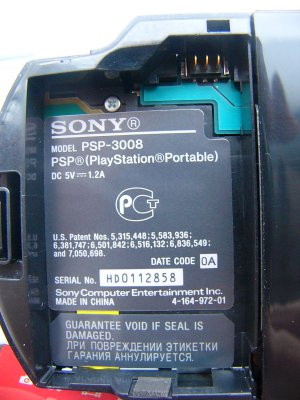 SONY®
MODEL PSP-3008
PSP®(PlayStation®Portable)
DC 5V⎓1.2A
PCT
U.S. Patent Nos. 5,315,448; 5,583,936;
6,381,747; 6,501,842; 6,516,132; 6,836,549;
and 7,050,698.
DATE CODE 0A
SERIAL No. HD0112858
Sony Computer Entertainment Inc.
MADE IN CHINA 4-164-972-01
GUARANTEE VOID IF SEAL IS
DAMAGED.
ПРИ ПОВРЕЖДЕНИИ ЭТИКЕТКИ
ГАРАНИЯ АННУЛИРУЕТСЯ.